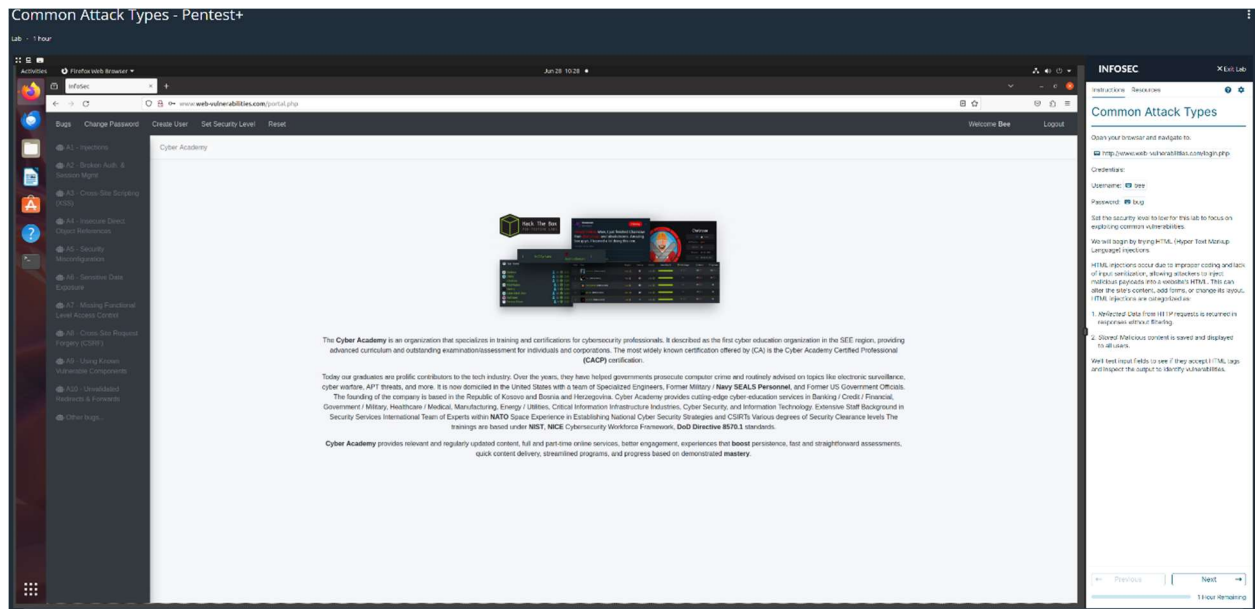 Common Attack Types - Pentest+
Lab · 1 hour
Activities Firefox Web Browser Jun 28 10:28
InfoSec
www.web-vulnerabilities.com/portal.php
Bugs Change Password Create User Set Security Level Reset Welcome Bee Logout
A1 - Injections
A2 - Broken Auth. &
Session Mgmt
A3 - Cross-Site Scripting
(XSS)
A4 - Insecure Direct
Object References
A5 - Security
Misconfiguration
A6 - Sensitive Data
Exposure
A7 - Missing Functional
Level Access Control
A8 - Cross-Site Request
Forgery (CSRF)
A9 - Using Known
Vulnerable Components
A10 - Unvalidated
Redirects & Forwards
Other bugs...
Cyber Academy
Hack The Box
The Cyber Academy is an organization that specializes in training and certifications for cybersecurity professionals. It described as the first cyber education organization in the SEE region, providing
advanced curriculum and outstanding examination/assessment for individuals and corporations. The most widely known certification offered by (CA) is the Cyber Academy Certified Professional
(CACP) certification.
Today our graduates are prolific contributors to the tech industry. Over the years, they have helped governments prosecute computer crime and routinely advised on topics like electronic surveillance,
cyber warfare, APT threats, and more. It is now domiciled in the United States with a team of Specialized Engineers, Former Military / Navy SEALS Personnel, and Former US Government Officials.
The founding of the company is based in the Republic of Kosovo and Bosnia and Herzegovina. Cyber Academy provides cutting-edge cyber-education services in Banking / Credit / Financial,
Government / Military, Healthcare / Medical, Manufacturing, Energy / Utilities, Critical Information Infrastructure Industries, Cyber Security, and Information Technology. Extensive Staff Background in
Security Services International Team of Experts within NATO Space Experience in Establishing National Cyber Security Strategies and CSIRTs Various degrees of Security Clearance levels The
trainings are based under NIST, NICE Cybersecurity Workforce Framework, DoD Directive 8570.1 standards.
Cyber Academy provides relevant and regularly updated content, full and part-time online services, better engagement, experiences that boost persistence, fast and straightforward assessments,
quick content delivery, streamlined programs, and progress based on demonstrated mastery.
INFOSEC Exit Lab
Instructions Resources
Common Attack Types
Open your browser and navigate to:
http://www.web-vulnerabilities.com/login.php
Credentials:
Username: bee
Password: bug
Set the security level to low for this lab to focus on
exploiting common vulnerabilities.
We will begin by trying HTML (Hyper Text Markup
Language) injections.
HTML injections occur due to improper coding and lack
of input sanitization, allowing attackers to inject
malicious payloads into a website's HTML. This can
alter the site's content, add forms, or change its layout.
HTML injections are categorized as:
1. Reflected: Data from HTTP requests is returned in
responses without filtering.
2. Stored: Malicious content is saved and displayed
to all users.
We'll test input fields to see if they accept HTML tags
and inspect the output to identify vulnerabilities.
Previous Next
1 Hour Remaining